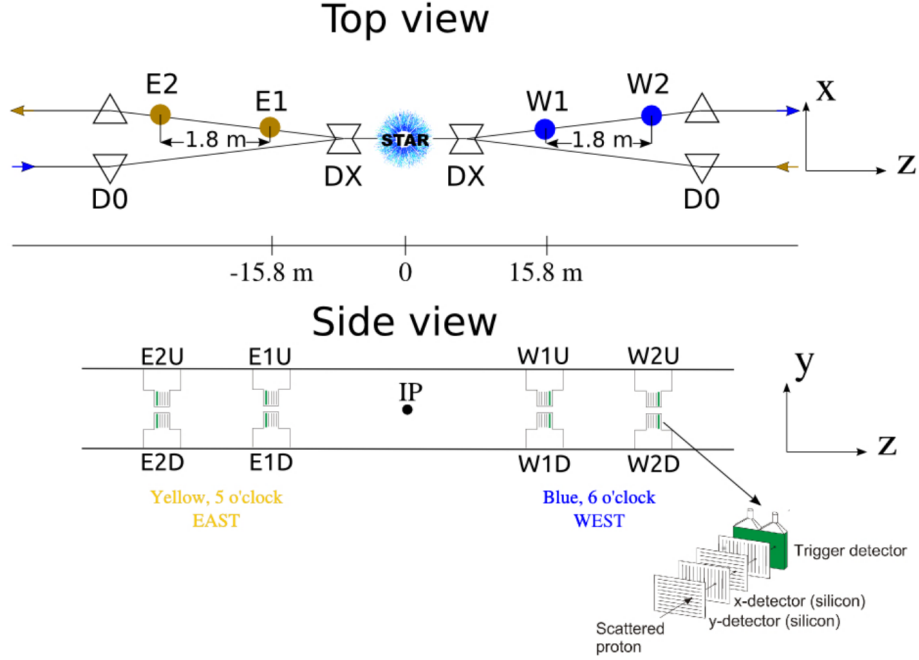 Top view
E2 E1 W1 W2 X
1.8 m STAR 1.8 m
DX DX Z
D0 D0
-15.8 m 0 15.8 m
Side view
E2U E1U W1U W2U y
IP
E2D E1D W1D W2D Z
Yellow, 5 o'clock Blue, 6 o'clock
EAST WEST
Trigger detector
x-detector (silicon)
y-detector (silicon)
Scattered
proton